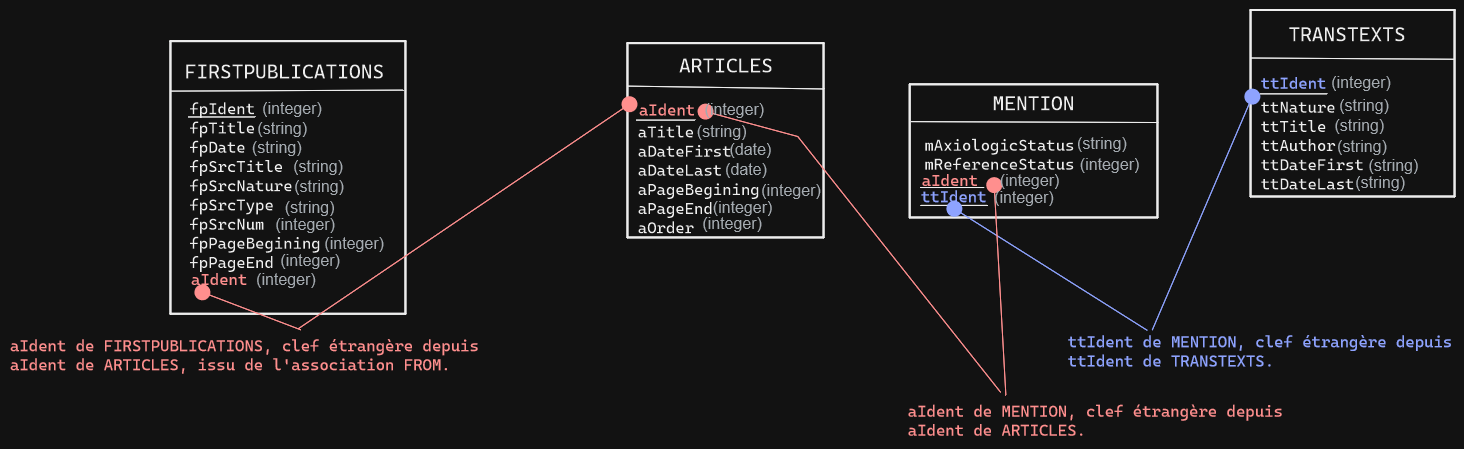 FIRSTPUBLICATIONS
fpIdent (integer)
fpTitle (string)
fpDate (string)
fpSrcTitle (string)
fpSrcNature (string)
fpSrcType (string)
fpSrcNum (integer)
fpPageBegining (integer)
fpPageEnd (integer)
aIdent (integer)
aIdent de FIRSTPUBLICATIONS, clef étrangère depuis
aIdent de ARTICLES, issu de l'association FROM.
ARTICLES
aIdent (integer)
aTitle (string)
aDateFirst (date)
aDateLast (date)
aPageBegining (integer)
aPageEnd (integer)
aOrder (integer)
MENTION
mAxiologicStatus (string)
mReferenceStatus (integer)
aIdent (integer)
ttIdent (integer)
TRANSTEXTS
ttIdent (integer)
ttNature (string)
ttTitle (string)
ttAuthor (string)
ttDateFirst (string)
ttDateLast (string)
ttIdent de MENTION, clef étrangère depuis
ttIdent de TRANSTEXTS.
aIdent de MENTION, clef étrangère depuis
aIdent de ARTICLES.